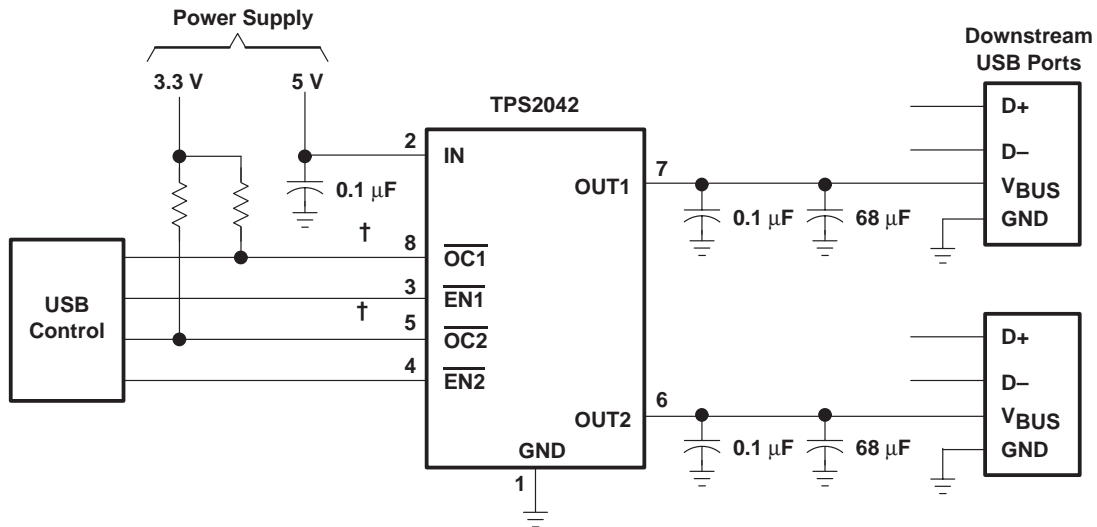 Power Supply
3.3 V
5 V
TPS2042
Downstream
USB Ports
D+
D–
VBUS
GND
2
IN
0.1 μF
7
OUT1
0.1 μF
68 μF
†
8
OC1
3
EN1
†
5
OC2
4
EN2
USB
Control
6
OUT2
0.1 μF
68 μF
GND
1
D+
D–
VBUS
GND